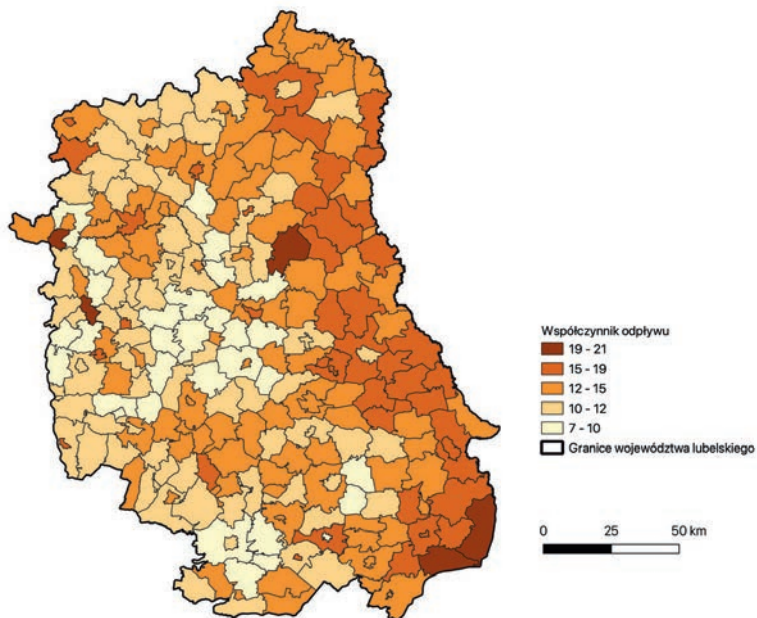 Współczynnik odpływu
19 - 21
15 - 19
12 - 15
10 - 12
7 - 10
Granice województwa lubelskiego
0 25 50 km